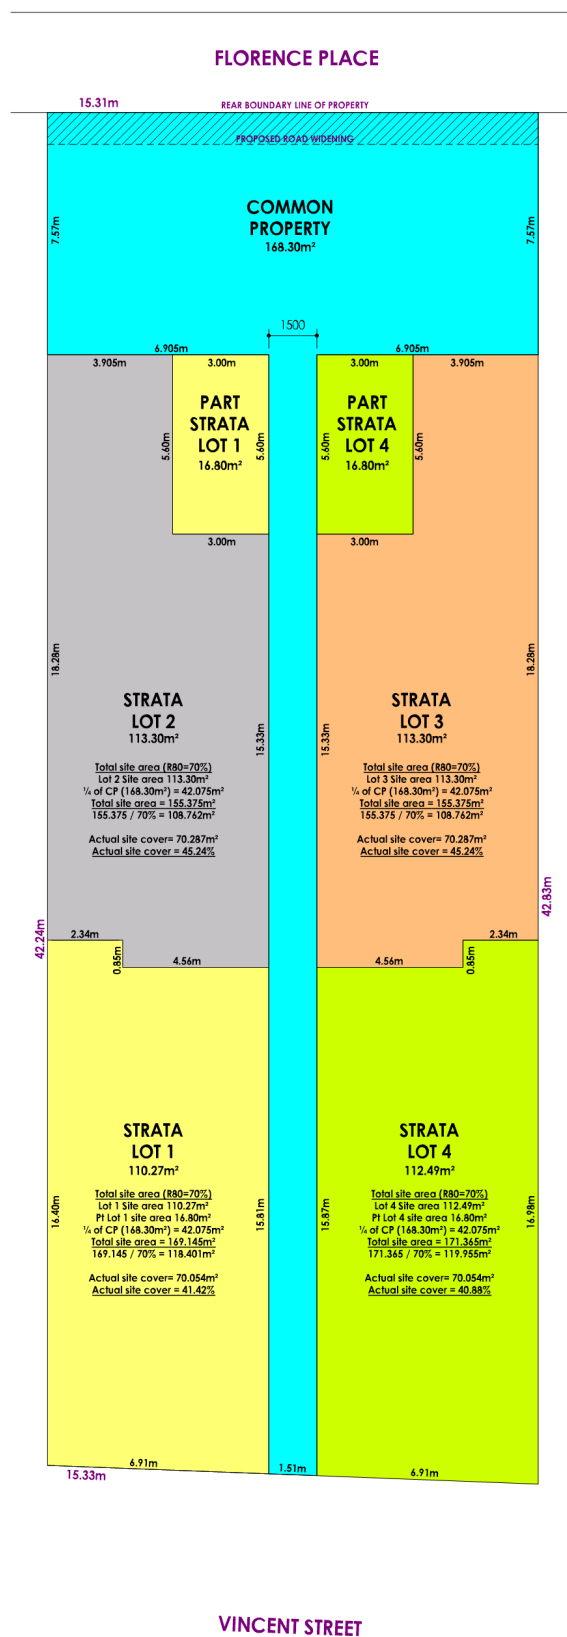 FLORENCE PLACE
15.31m
REAR BOUNDARY LINE OF PROPERTY
PROPOSED ROAD WIDENING
7.57m
COMMON
PROPERTY
168.30m²
7.57m
1500
6.905m
6.905m
3.905m
3.00m
3.00m
3.905m
5.60m
PART
STRATA
LOT 1
16.80m²
5.60m
5.60m
PART
STRATA
LOT 4
16.80m²
5.60m
3.00m
3.00m
18.28m
STRATA
LOT 2
113.30m²
15.33m
Total site area (R80=70%)
Lot 2 Site area 113.30m²
¼ of CP (168.30m²) = 42.075m²
Total site area = 155.375m²
155.375 / 70% = 108.762m²
Actual site cover= 70.287m²
Actual site cover = 45.24%
15.33m
STRATA
LOT 3
113.30m²
18.28m
Total site area (R80=70%)
Lot 3 Site area 113.30m²
¼ of CP (168.30m²) = 42.075m²
Total site area = 155.375m²
155.375 / 70% = 108.762m²
Actual site cover= 70.287m²
Actual site cover = 45.24%
42.24m
42.83m
2.34m
0.85m
4.56m
4.56m
0.85m
2.34m
STRATA
LOT 1
110.27m²
16.40m
Total site area (R80=70%)
Lot 1 Site area 110.27m²
Pt Lot 1 site area 16.80m²
¼ of CP (168.30m²) = 42.075m²
Total site area = 169.145m²
169.145 / 70% = 118.401m²
Actual site cover= 70.054m²
Actual site cover = 41.42%
15.81m
15.87m
STRATA
LOT 4
112.49m²
Total site area (R80=70%)
Lot 4 Site area 112.49m²
Pt Lot 4 site area 16.80m²
¼ of CP (168.30m²) = 42.075m²
Total site area = 171.365m²
171.365 / 70% = 119.955m²
Actual site cover= 70.054m²
Actual site cover = 40.88%
16.98m
6.91m
1.51m
6.91m
15.33m
VINCENT STREET